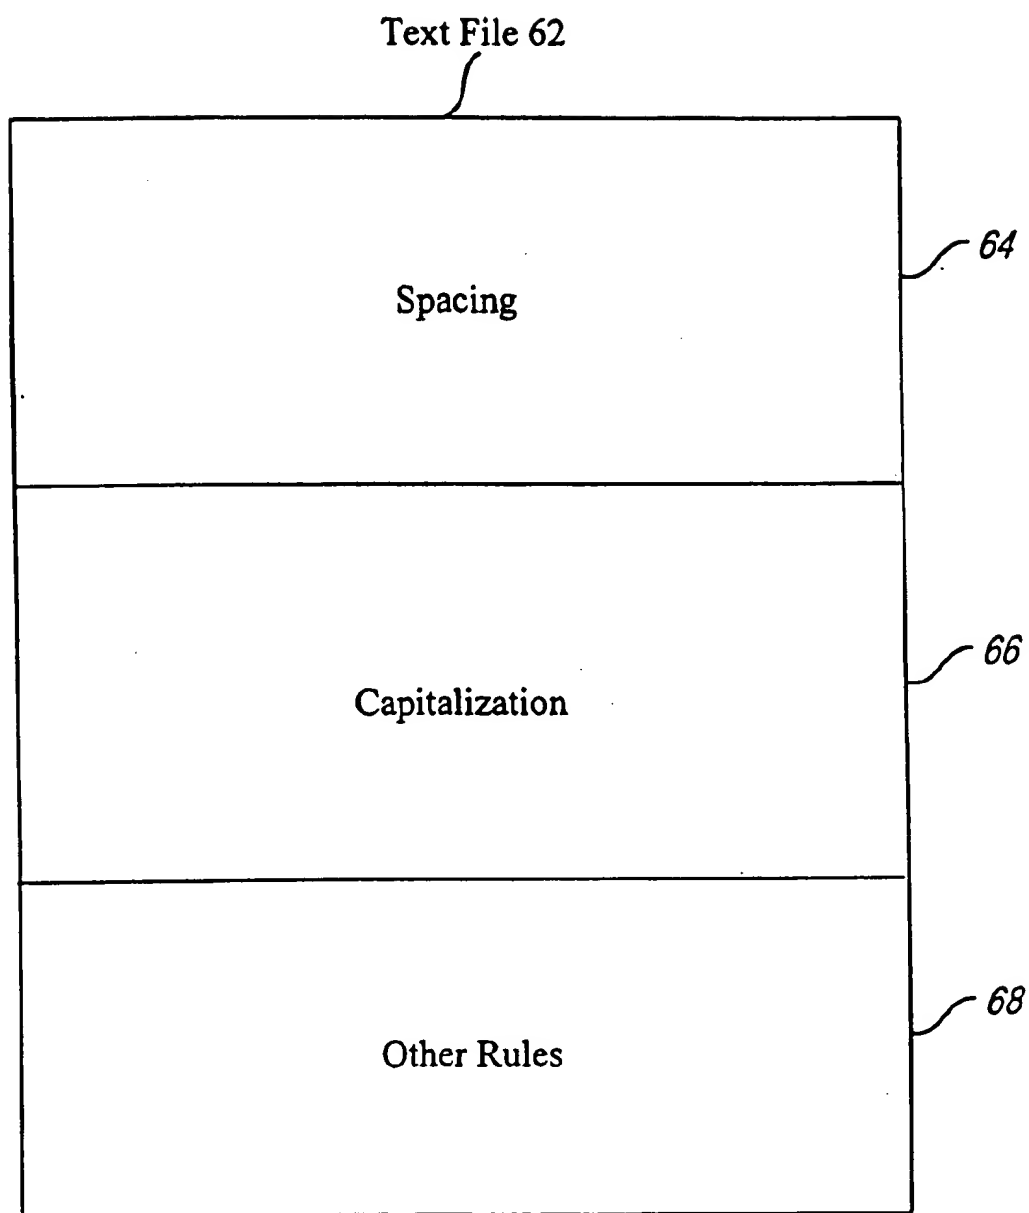 Text File 62
64
Spacing
66
Capitalization
68
Other Rules